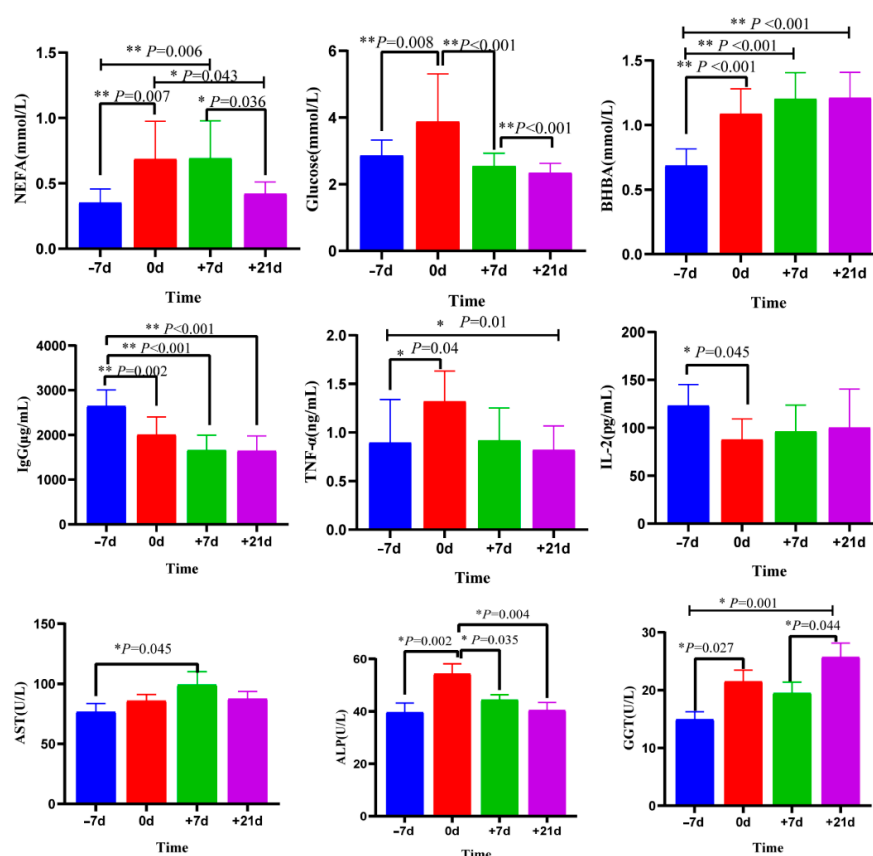 NEFA(mmol/L)
1.5
1.0
0.5
0.0
** P=0.006
* P=0.043
** P=0.007
* P=0.036
−7d 0d +7d +21d
Time
Glucose(mmol/L)
6
4
2
0
**P=0.008
**P<0.001
**P<0.001
−7d 0d +7d +21d
Time
BHBA(mmol/L)
1.5
1.0
0.5
0.0
** P <0.001
** P <0.001
** P <0.001
−7d 0d +7d +21d
Time
IgG(μg/mL)
4000
3000
2000
1000
0
** P<0.001
** P<0.001
** P=0.002
−7d 0d +7d +21d
Time
TNF-α(ng/mL)
2.0
1.5
1.0
0.5
0.0
* P=0.01
* P=0.04
−7d 0d +7d +21d
Time
IL-2(pg/mL)
200
150
100
50
0
* P=0.045
−7d 0d +7d +21d
Time
AST(U/L)
150
100
50
0
*P=0.045
−7d 0d +7d +21d
Time
ALP(U/L)
60
40
20
0
*P=0.004
*P=0.002
* P=0.035
−7d 0d +7d +21d
Time
GGT(U/L)
30
20
10
0
* P=0.001
*P=0.044
*P=0.027
−7d 0d +7d +21d
Time